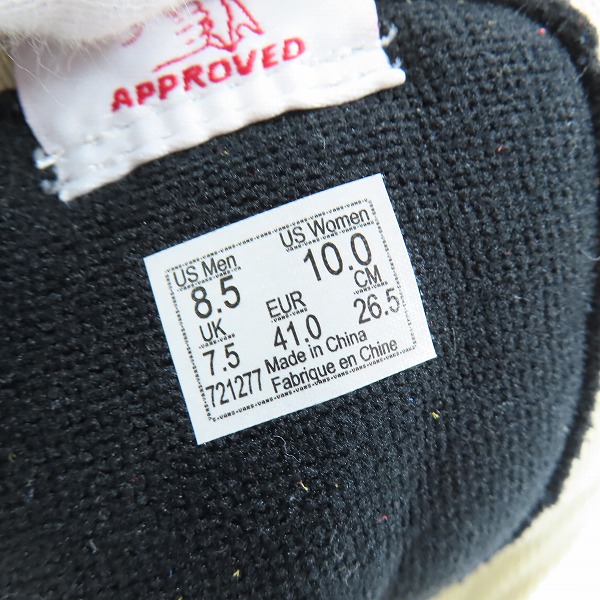 APPROVED
US Men US Women
8.5 10.0
UK EUR CM
7.5 41.0 26.5
721277 Made in China
Fabrique en Chine